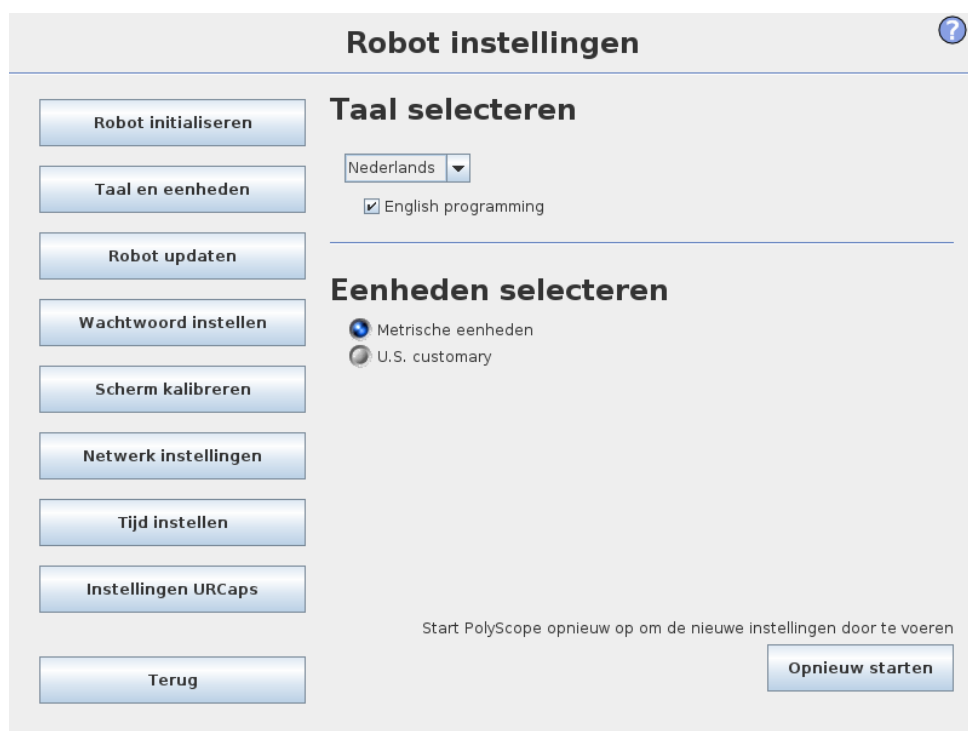 Robot instellingen
?
Robot initialiseren
Taal en eenheden
Robot updaten
Wachtwoord instellen
Scherm kalibreren
Netwerk instellingen
Tijd instellen
Instellingen URCaps
Terug
Taal selecteren
Nederlands
English programming
Eenheden selecteren
Metrische eenheden
U.S. customary
Start PolyScope opnieuw op om de nieuwe instellingen door te voeren
Opnieuw starten